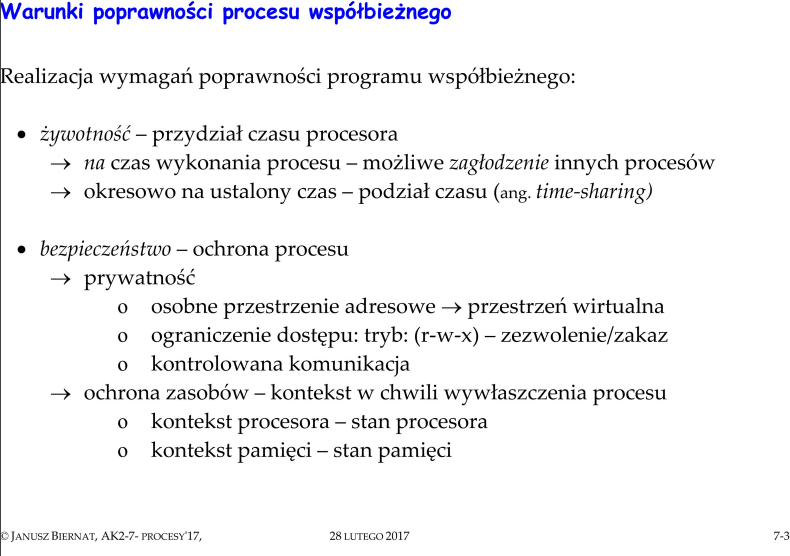 Warunki poprawności procesu współbieżnego
Realizacja wymagań poprawności programu współbieżnego:
• żywotność – przydział czasu procesora
→ na czas wykonania procesu – możliwe zagłodzenie innych procesów
→ okresowo na ustalony czas – podział czasu (ang. time-sharing)
• bezpieczeństwo – ochrona procesu
→ prywatność
o osobne przestrzenie adresowe → przestrzeń wirtualna
o ograniczenie dostępu: tryb: (r-w-x) – zezwolenie/zakaz
o kontrolowana komunikacja
→ ochrona zasobów – kontekst w chwili wywłaszczenia procesu
o kontekst procesora – stan procesora
o kontekst pamięci – stan pamięci
© JANUSZ BIERNAT, AK2-7- PROCESY'17, 28 LUTEGO 2017 7-3